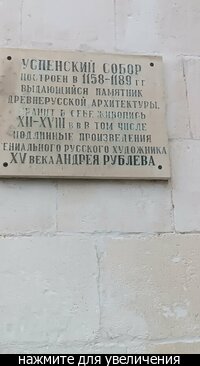 УСПЕНСКИЙ СОБОР
ПОСТРОЕН В 1158-1189 ГГ
ВЫДАЮЩИЙСЯ ПАМЯТНИК
ДРЕВНЕРУССКОЙ АРХИТЕКТУРЫ.
ХРАНИТ В СЕБЕ ЖИВОПИСЬ
XII-XVIII В В В ТОМ ЧИСЛЕ
ПОДЛИННЫЕ ПРОИЗВЕДЕНИЯ
ГЕНИАЛЬНОГО РУССКОГО ХУДОЖНИКА
XV ВЕКА АНДРЕЯ РУБЛЕВА.
нажмите для увеличения